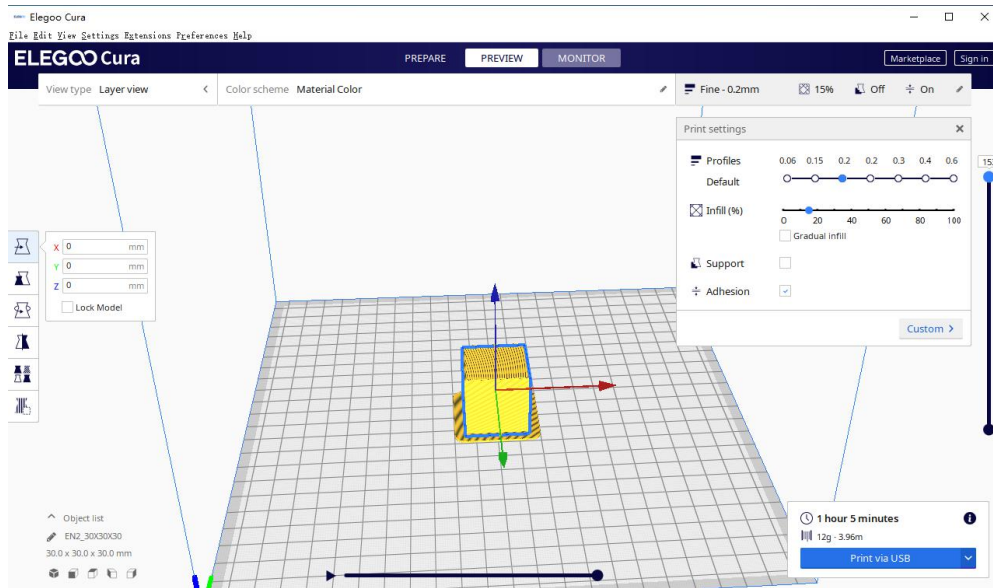 Elegoo Cura
File Edit View Settings Extensions Preferences Help
ELEGOO Cura
PREPARE PREVIEW MONITOR
Marketplace Sign in
View type Layer view
Color scheme Material Color
Fine - 0.2mm 15% Off On
Print settings
Profiles 0.06 0.15 0.2 0.2 0.3 0.4 0.6
Default
Infill (%)
0 20 40 60 80 100
Gradual infill
Support
Adhesion
Custom
X 0 mm
Y 0 mm
Z 0 mm
Lock Model
Object list
EN2_30X30X30
30.0 x 30.0 x 30.0 mm
1 hour 5 minutes
12g · 3.96m
Print via USB